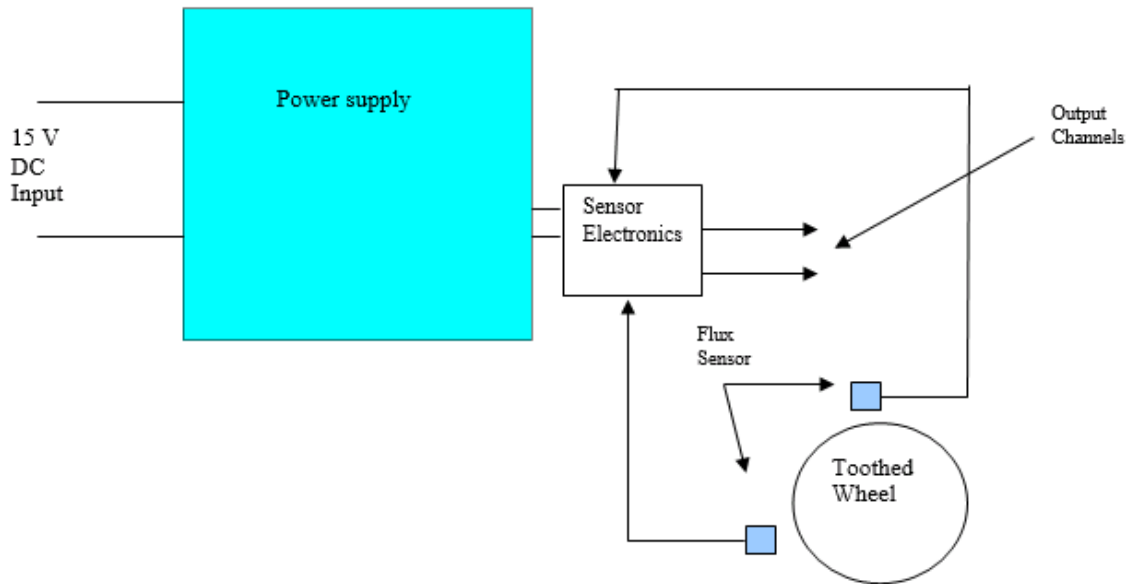 Power supply
15 V
DC
Input
Output
Channels
Sensor
Electronics
Flux
Sensor
Toothed
Wheel